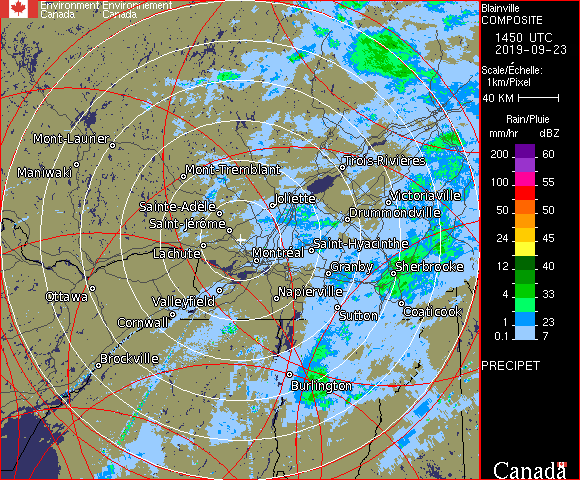 Environment Environnement
Canada Canada
Blainville
COMPOSITE
1450 UTC
2019-09-23
Scale/Échelle:
1km/Pixel
40 KM
Rain/Pluie
mm/hr dBZ
200 60
100 55
50 50
24 45
12 40
4 33
1 23
0.1 7
PRECIPET
Canada
Mont-Laurier
Maniwaki
Mont-Tremblant
Trois-Rivières
Sainte-Adèle
Joliette
Victoriaville
Drummondville
Saint-Jérôme
Lachute
Montréal
Saint-Hyacinthe
Granby
Sherbrooke
Ottawa
Valleyfield
Napierville
Coaticook
Cornwall
Sutton
Brockville
Burlington